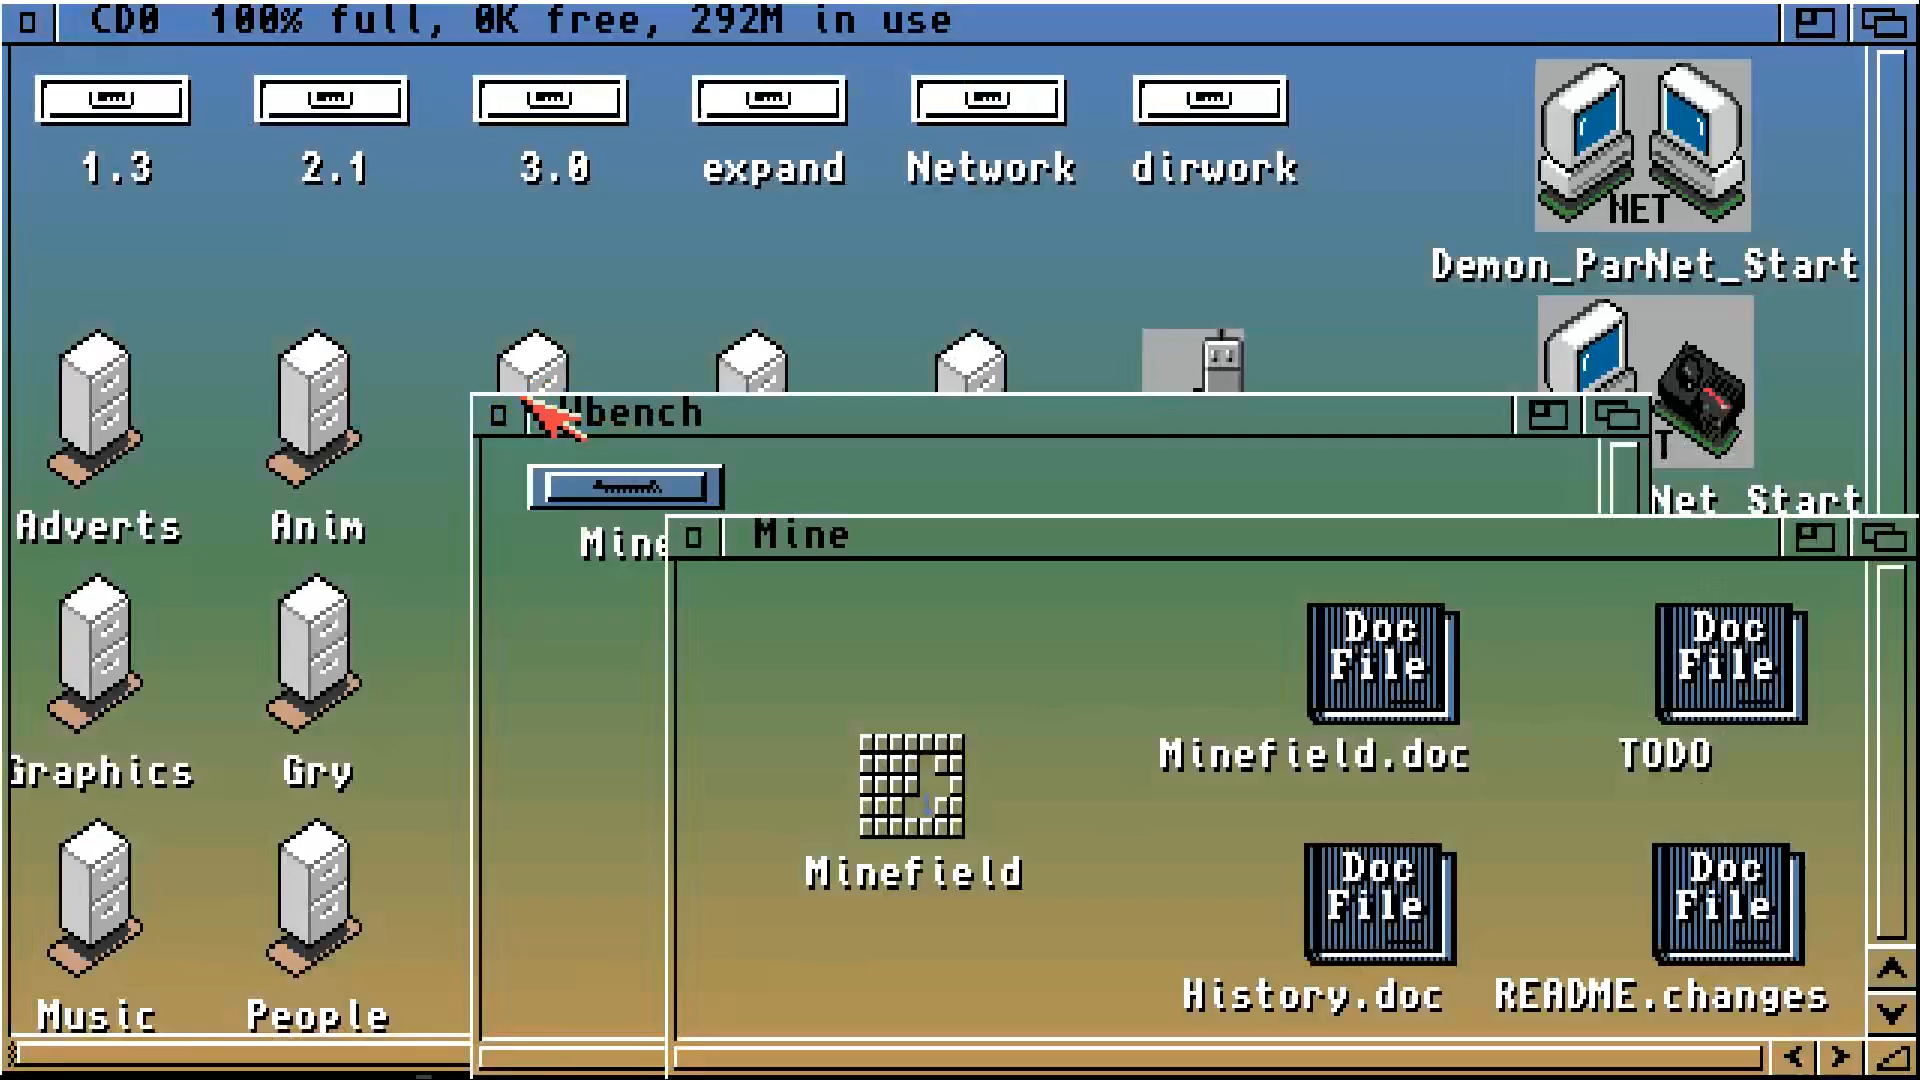 CD0 100% full, 0K free, 292M in use
1.3 2.1 3.0 expand Network dirwork
NET
Demon_ParNet_Start
bench
T
Net_Start
Adverts Anim
Mine
Mine
Doc File Doc File
Minefield.doc TODO
Graphics Gry
Minefield
Doc File Doc File
History.doc README.changes
Music People